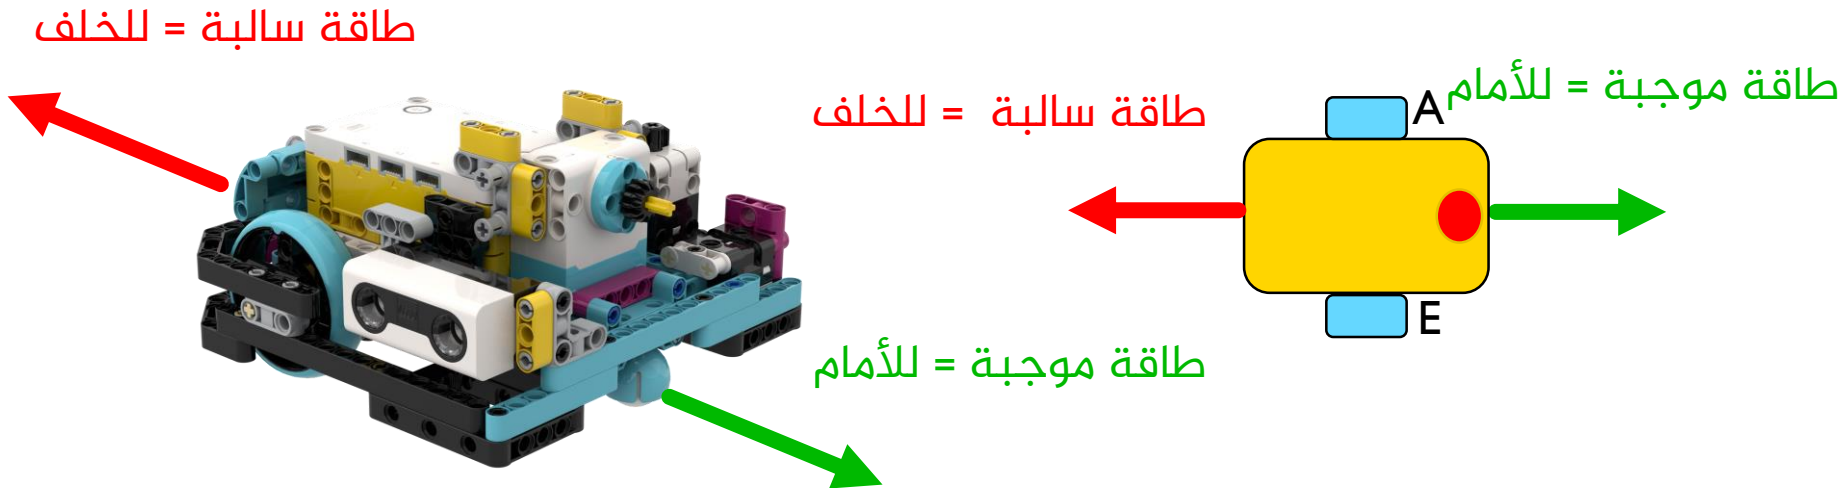 طاقة سالبة = للخلف
طاقة موجبة = للأمام
طاقة سالبة = للخلف
A
طاقة موجبة = للأمام
E